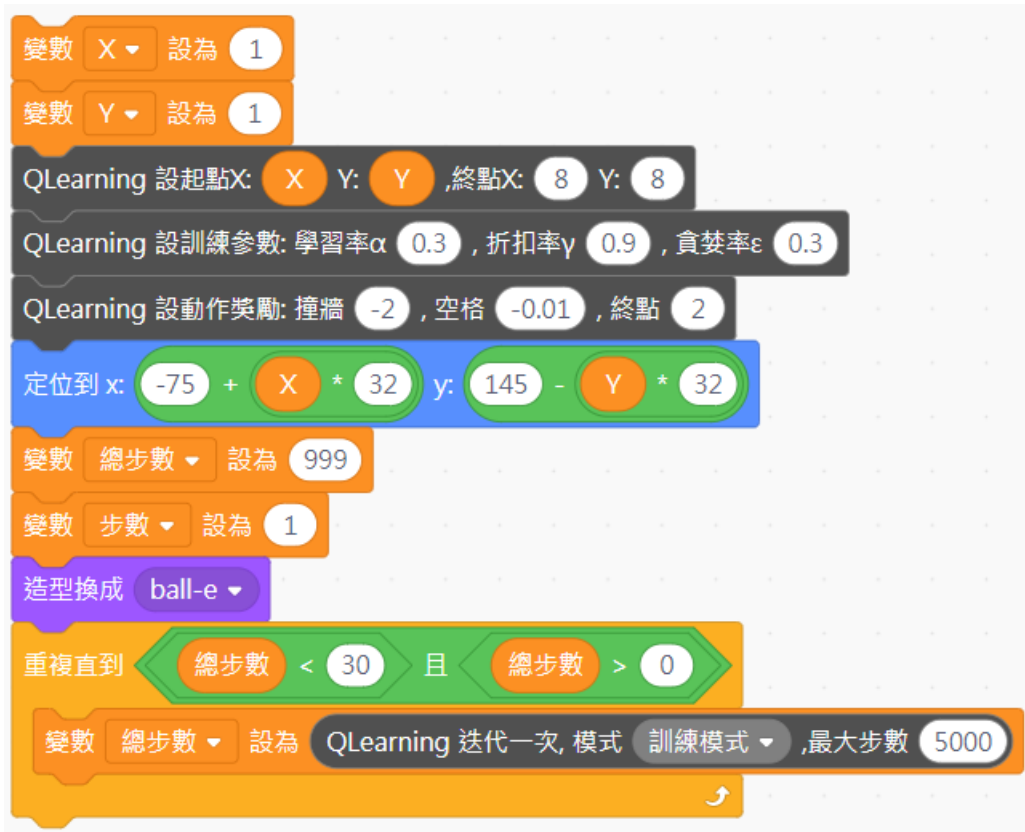 變數 X 設為 1
變數 Y 設為 1
QLearning 設起點X: X Y: Y ,終點X: 8 Y: 8
QLearning 設訓練參數: 學習率α 0.3 , 折扣率γ 0.9 , 貪婪率ε 0.3
QLearning 設動作獎勵: 撞牆 -2 , 空格 -0.01 , 終點 2
定位到 x: -75 + X * 32 y: 145 - Y * 32
變數 總步數 設為 999
變數 步數 設為 1
造型換成 ball-e
重複直到 總步數 < 30 且 總步數 > 0
變數 總步數 設為 QLearning 迭代一次, 模式 訓練模式 ,最大步數 5000